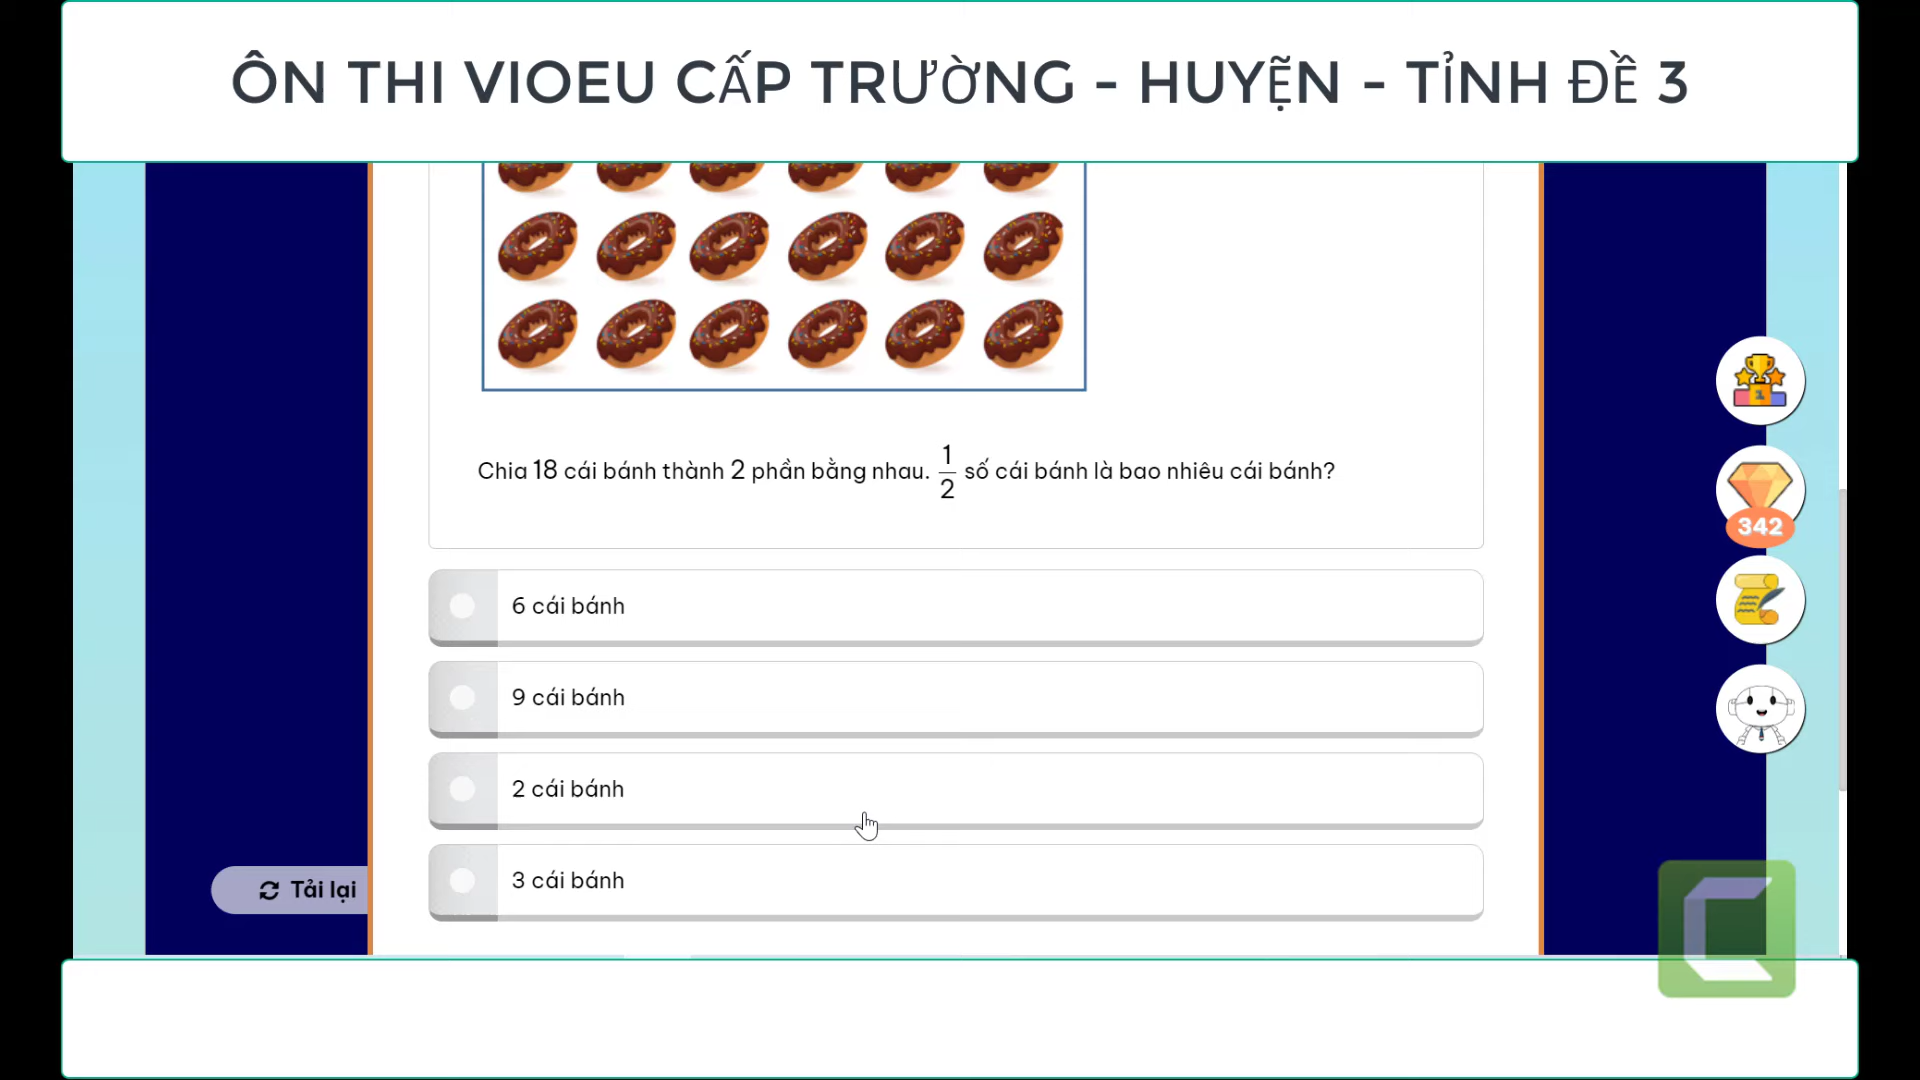 ÔN THI VIOEU CẤP TRƯỜNG - HUYỆN - TỈNH ĐỀ 3
Chia 18 cái bánh thành 2 phần bằng nhau. 1/2 số cái bánh là bao nhiêu cái bánh?
6 cái bánh
9 cái bánh
2 cái bánh
3 cái bánh
Tải lại
1
342